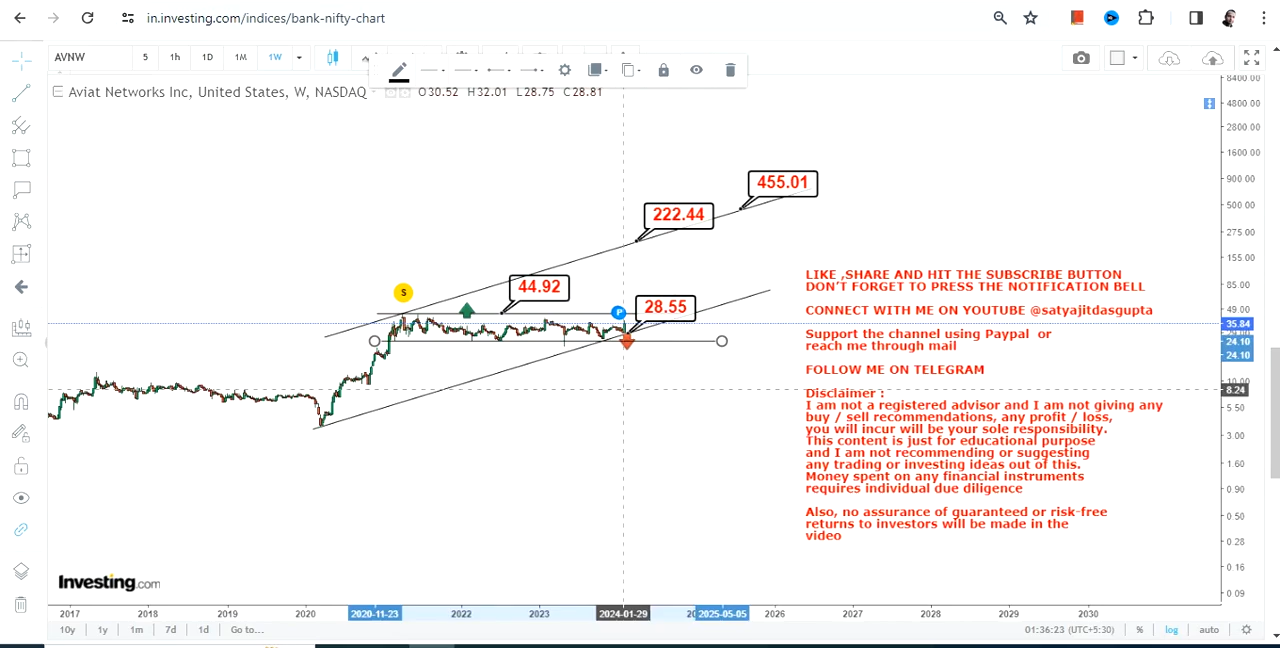 in.investing.com/indices/bank-nifty-chart
AVNW 5 1h 1D 1M 1W
Aviat Networks Inc, United States, W, NASDAQ O30.52 H32.01 L28.75 C28.81
8400.00
4800.00
2800.00
1600.00
900.00
500.00
275.00
155.00
85.00
49.00
35.84
24.10
24.10
10.00
8.24
5.50
3.00
1.60
0.90
0.50
0.28
0.16
0.09
455.01
222.44
44.92
28.55
S
P
LIKE ,SHARE AND HIT THE SUBSCRIBE BUTTON
DON'T FORGET TO PRESS THE NOTIFICATION BELL
CONNECT WITH ME ON YOUTUBE @satyajitdasgupta
Support the channel using Paypal or
reach me through mail
FOLLOW ME ON TELEGRAM
Disclaimer :
I am not a registered advisor and I am not giving any
buy / sell recommendations, any profit / loss,
you will incur will be your sole responsibility.
This content is just for educational purpose
and I am not recommending or suggesting
any trading or investing ideas out of this.
Money spent on any financial instruments
requires individual due diligence
Also, no assurance of guaranteed or risk-free
returns to investors will be made in the
video
Investing.com
2017 2018 2019 2020 2020-11-23 2022 2023 2024-01-29 2025-05-05 2026 2027 2028 2029 2030
10y 1y 1m 7d 1d Go to... 01:36:23 (UTC+5:30) % log auto